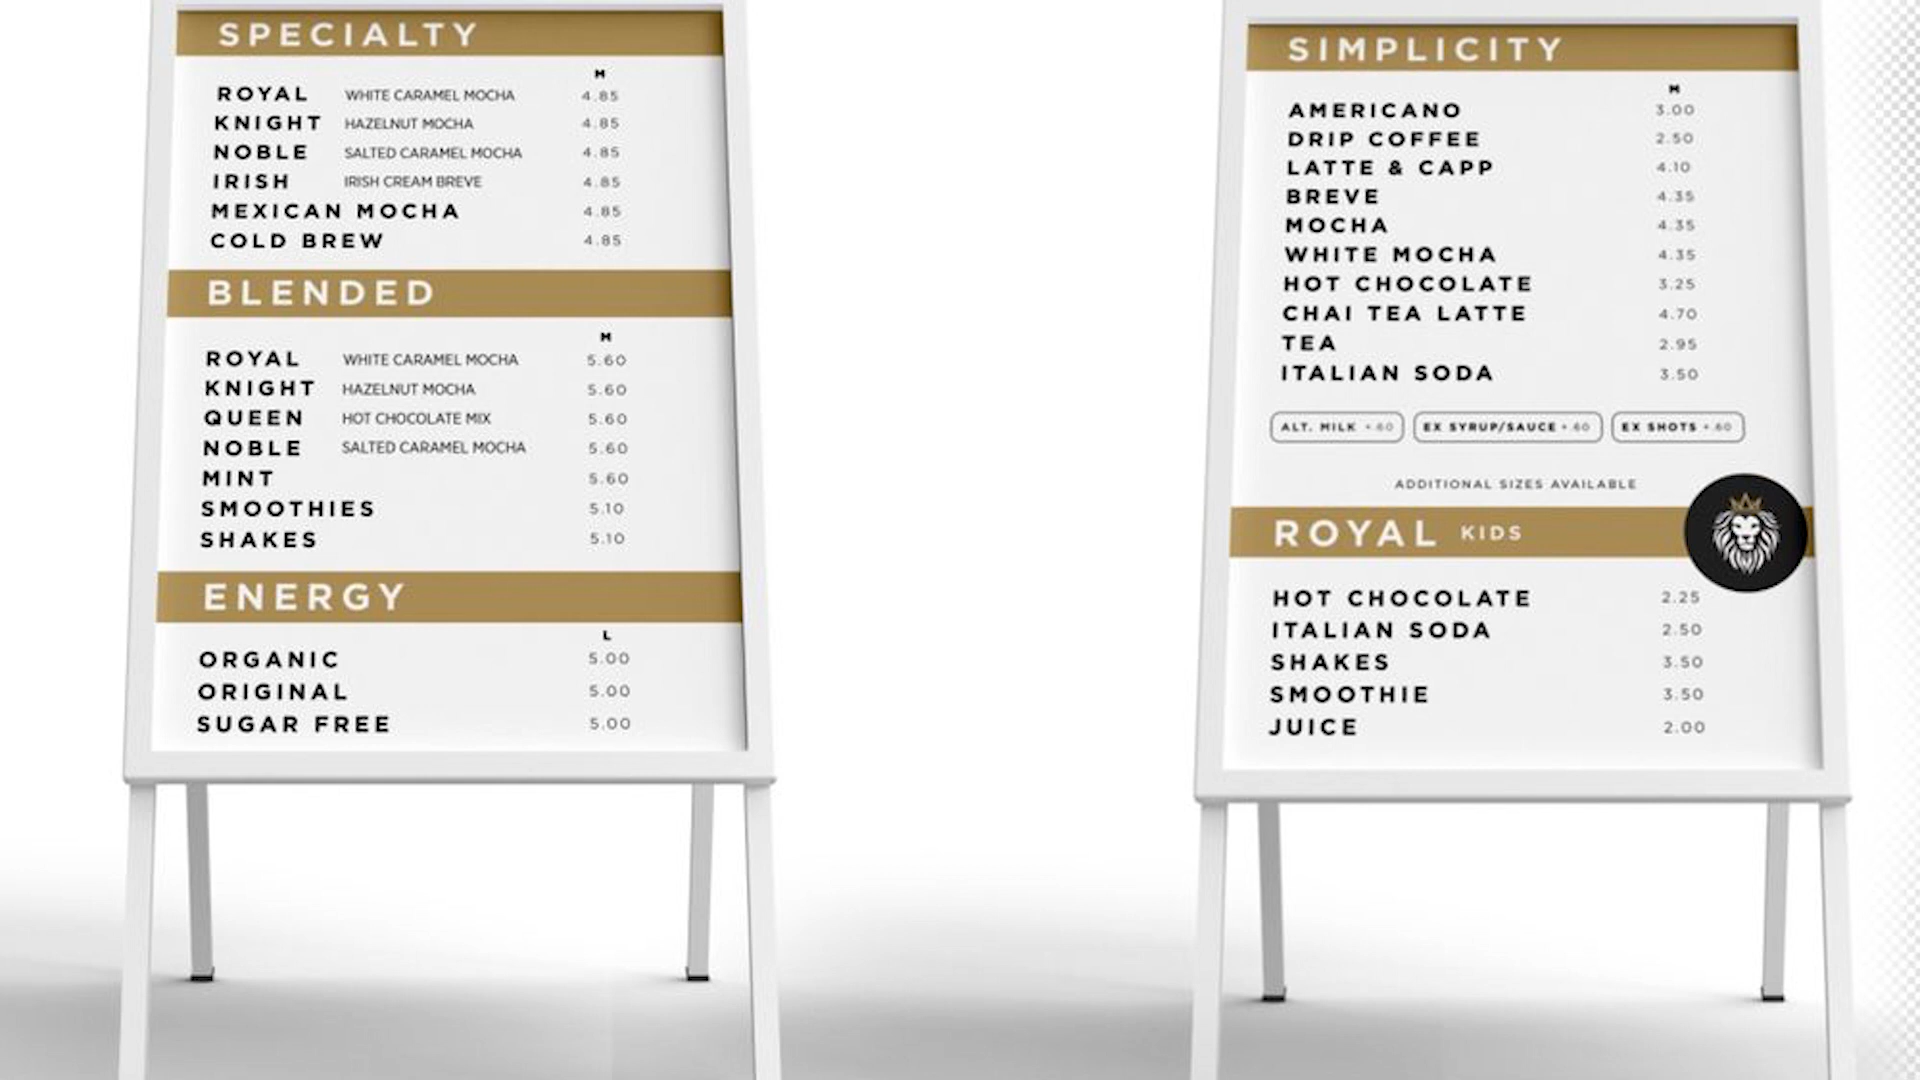 SPECIALTY
M
ROYAL WHITE CARAMEL MOCHA 4.85
KNIGHT HAZELNUT MOCHA 4.85
NOBLE SALTED CARAMEL MOCHA 4.85
IRISH IRISH CREAM BREVE 4.85
MEXICAN MOCHA 4.85
COLD BREW 4.85
BLENDED
M
ROYAL WHITE CARAMEL MOCHA 5.60
KNIGHT HAZELNUT MOCHA 5.60
QUEEN HOT CHOCOLATE MIX 5.60
NOBLE SALTED CARAMEL MOCHA 5.60
MINT 5.60
SMOOTHIES 5.10
SHAKES 5.10
ENERGY
L
ORGANIC 5.00
ORIGINAL 5.00
SUGAR FREE 5.00
SIMPLICITY
M
AMERICANO 3.00
DRIP COFFEE 2.50
LATTE & CAPP 4.10
BREVE 4.35
MOCHA 4.35
WHITE MOCHA 4.35
HOT CHOCOLATE 3.25
CHAI TEA LATTE 4.70
TEA 2.95
ITALIAN SODA 3.50
ALT. MILK +.60 EX SYRUP/SAUCE +.60 EX SHOTS +.60
ADDITIONAL SIZES AVAILABLE
ROYAL KIDS
HOT CHOCOLATE 2.25
ITALIAN SODA 2.50
SHAKES 3.50
SMOOTHIE 3.50
JUICE 2.00